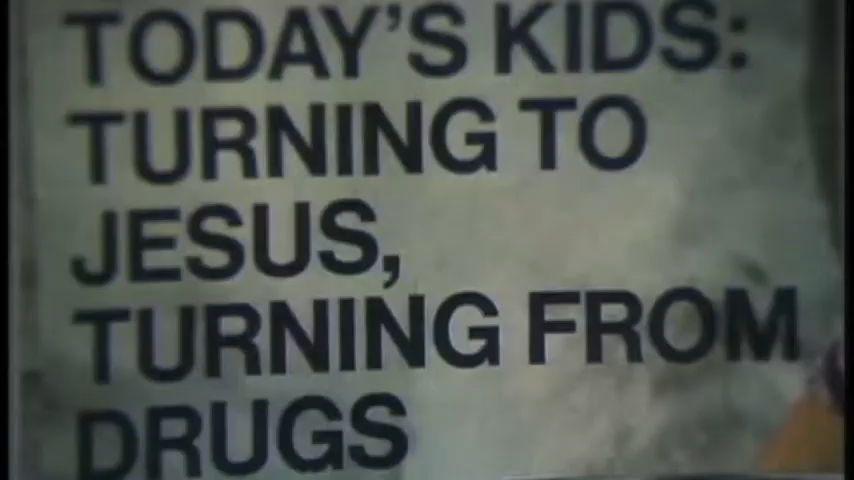 TODAY'S KIDS:
TURNING TO
JESUS,
TURNING FROM
DRUGS